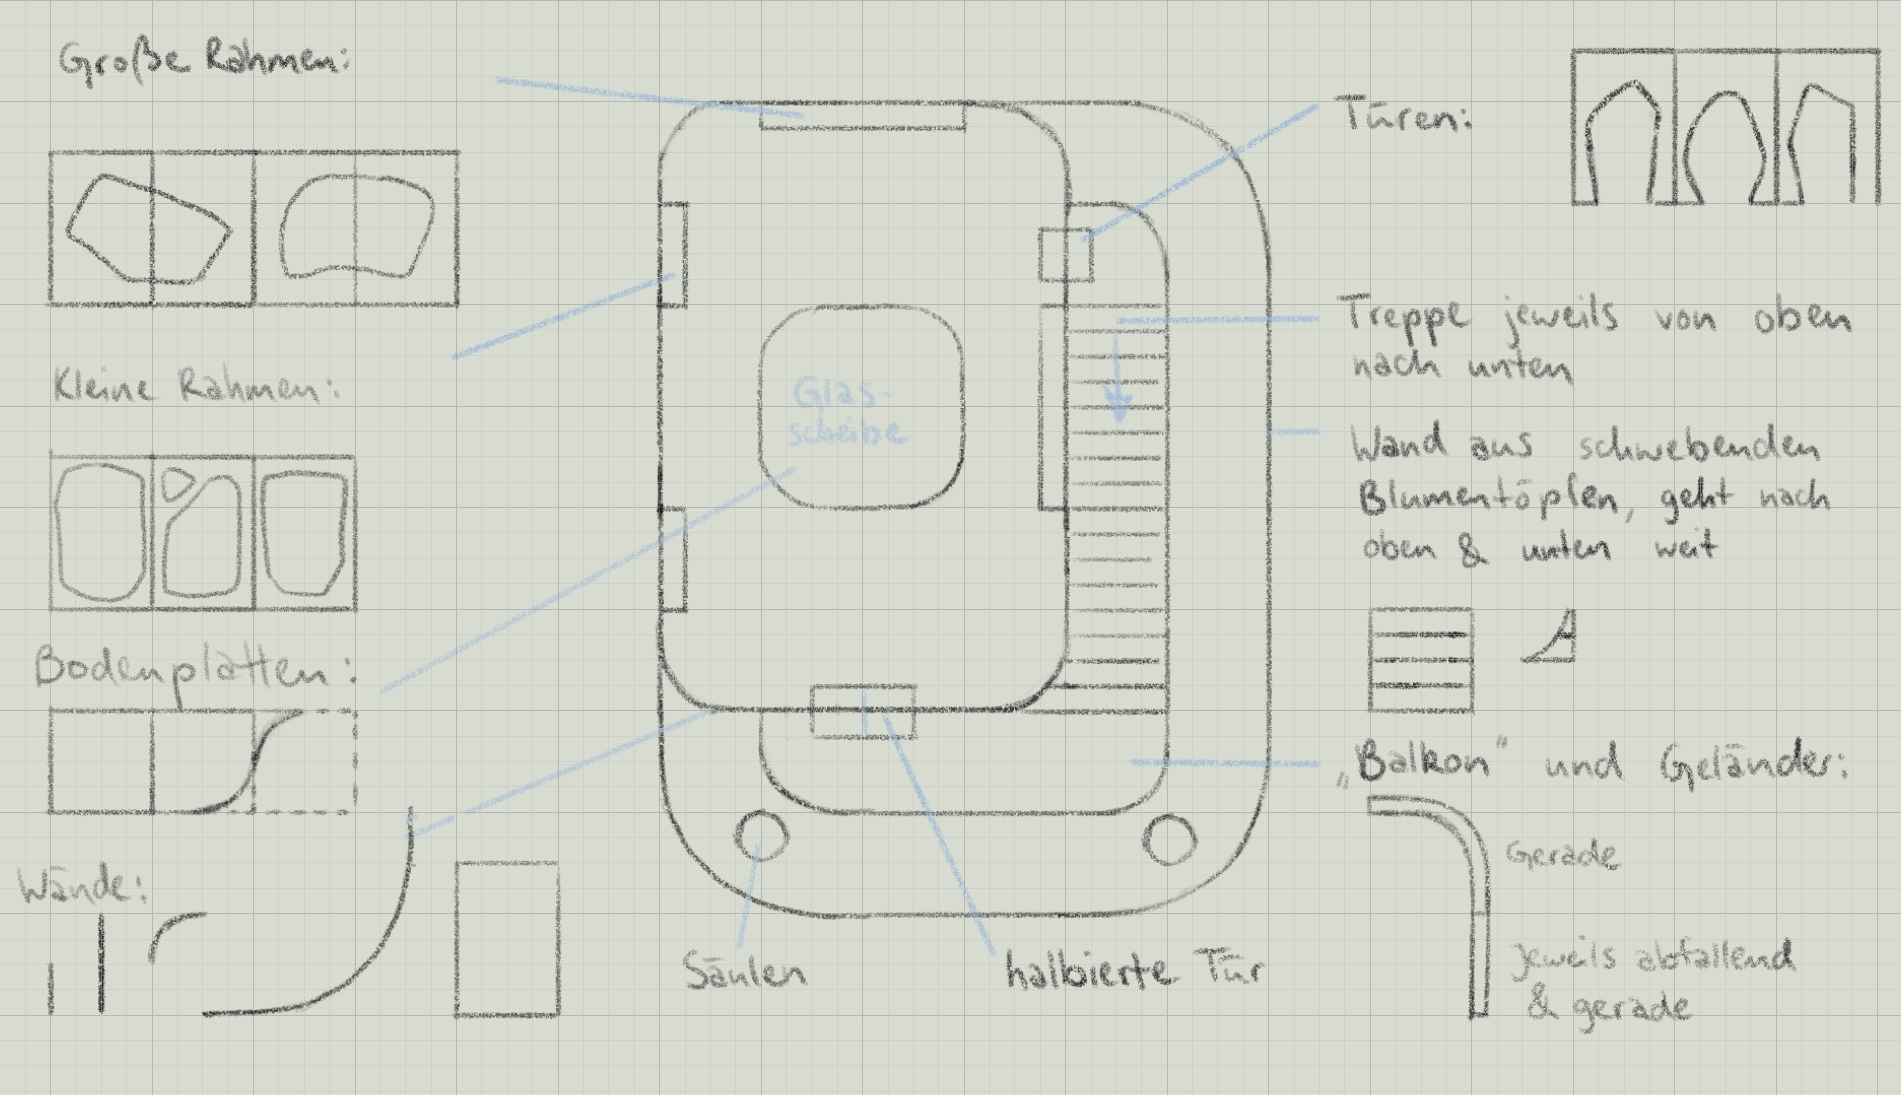 Große Rahmen:
Kleine Rahmen:
Bodenplatten:
Wände:
Glas-
scheibe
Säulen
halbierte Tür
Türen:
Treppe jeweils von oben
nach unten
Wand aus schwebenden
Blumentöpfen, geht nach
oben & unten weit
„Balkon“ und Geländer:
Gerade
jeweils abfallend
& gerade